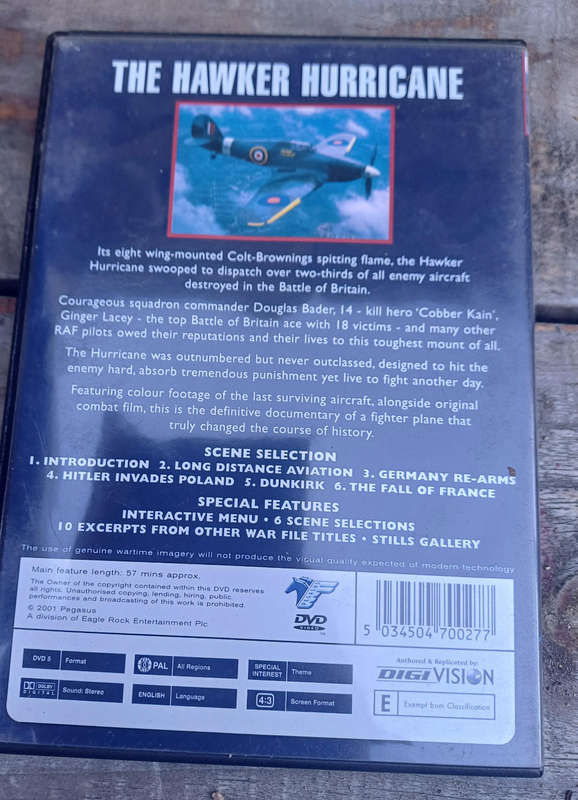 THE HAWKER HURRICANE
Its eight wing-mounted Colt-Brownings spitting flame, the Hawker
Hurricane swooped to dispatch over two-thirds of all enemy aircraft
destroyed in the Battle of Britain.
Courageous squadron commander Douglas Bader, 14 - kill hero 'Cobber Kain',
Ginger Lacey - the top Battle of Britain ace with 18 victims - and many other
RAF pilots owed their reputations and their lives to this toughest mount of all.
The Hurricane was outnumbered but never outclassed, designed to hit the
enemy hard, absorb tremendous punishment yet live to fight another day.
Featuring colour footage of the last surviving aircraft, alongside original
combat film, this is the definitive documentary of a fighter plane that
truly changed the course of history.
SCENE SELECTION
1. INTRODUCTION 2. LONG DISTANCE AVIATION 3. GERMANY RE-ARMS
4. HITLER INVADES POLAND 5. DUNKIRK 6. THE FALL OF FRANCE
SPECIAL FEATURES
INTERACTIVE MENU • 6 SCENE SELECTIONS
10 EXCERPTS FROM OTHER WAR FILE TITLES • STILLS GALLERY
The use of genuine wartime imagery will not produce the visual quality expected of modern technology
Main feature length: 57 mins approx.
The Owner of the copyright contained within this DVD reserves
all rights. Unauthorised copying, lending, hiring, public
performances and broadcasting of this work is prohibited.
© 2001 Pegasus
A division of Eagle Rock Entertainment Plc
DVD
VIDEO
5 034504 700277
DVD 5 Format
PAL All Regions
SPECIAL INTEREST Theme
DOLBY DIGITAL Sound: Stereo
ENGLISH Language
4:3 Screen Format
Authored & Replicated by:
DIGIVISION
E Exempt from Classification